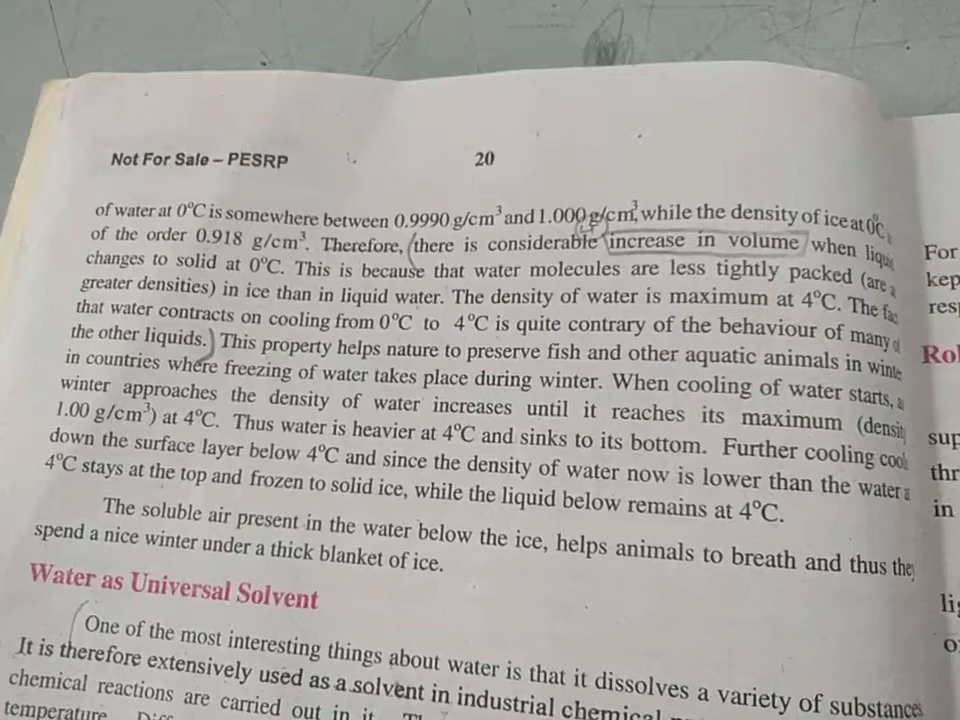 Not For Sale – PESRP 20
of water at 0°C is somewhere between 0.9990 g/cm³ and 1.000 g/cm³, while the density of ice at 0°C
of the order 0.918 g/cm³. Therefore, there is considerable increase in volume when
changes to solid at 0°C. This is because that water molecules are less tightly packed (are
greater densities) in ice than in liquid water. The density of water is maximum at 4°C. The
that water contracts on cooling from 0°C to 4°C is quite contrary of the behaviour of many
the other liquids. This property helps nature to preserve fish and other aquatic animals in
in countries where freezing of water takes place during winter. When cooling of water starts,
winter approaches the density of water increases until it reaches its maximum
1.00 g/cm³) at 4°C. Thus water is heavier at 4°C and sinks to its bottom. Further cooling
down the surface layer below 4°C and since the density of water now is lower than the water
4°C stays at the top and frozen to solid ice, while the liquid below remains at 4°C.
The soluble air present in the water below the ice, helps animals to breath and thus they
spend a nice winter under a thick blanket of ice.
Water as Universal Solvent
One of the most interesting things about water is that it dissolves a variety of substances
It is therefore extensively used as a solvent in industrial chemical
chemical reactions are carried out in it.
temperature.
For
kep
res
Rol
sup
thr
in